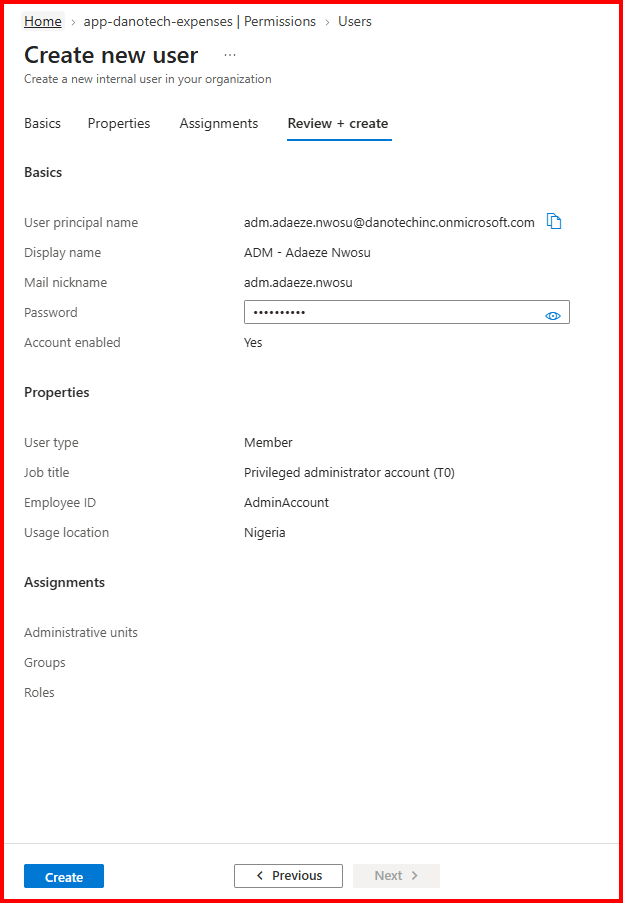 Home > app-danotech-expenses | Permissions > Users
Create new user ...
Create a new internal user in your organization
Basics Properties Assignments Review + create
Basics
User principal name adm.adaeze.nwosu@danotechinc.onmicrosoft.com
Display name ADM - Adaeze Nwosu
Mail nickname adm.adaeze.nwosu
Password ••••••••••
Account enabled Yes
Properties
User type Member
Job title Privileged administrator account (T0)
Employee ID AdminAccount
Usage location Nigeria
Assignments
Administrative units
Groups
Roles
Create < Previous Next >